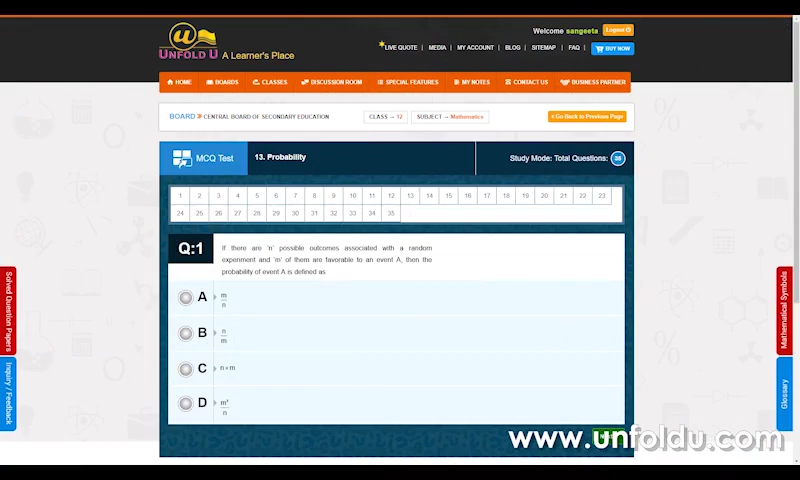 Welcome sangeeta
Logout
@
UNFOLD U A Learner's Place
LIVE QUOTE | MEDIA | MY ACCOUNT | BLOG | SITEMAP | FAQ
BUY NOW
HOME BOARDS CLASSES DISCUSSION ROOM SPECIAL FEATURES MY NOTES CONTACT US BUSINESS PARTNER
BOARD CENTRAL BOARD OF SECONDARY EDUCATION
CLASS → 12
SUBJECT → Mathematics
Go Back to Previous Page
MCQ Test
13. Probability
Study Mode: Total Questions:
1 2 3 4 5 6 7 8 9 10 11 12 13 14 15 16 17 18 19 20 21 22 23
24 25 26 27 28 29 30 31 32 33 34 35
Q:1
If there are 'n' possible outcomes associated with a random
experiment and 'm' of them are favorable to an event A, then the
probability of event A is defined as
A
m
n
B
n
m
C
n × m
D
n
Solved Question Papers
Inquiry / Feedback
Mathematical Symbols
Glossary
www.unfoldu.com